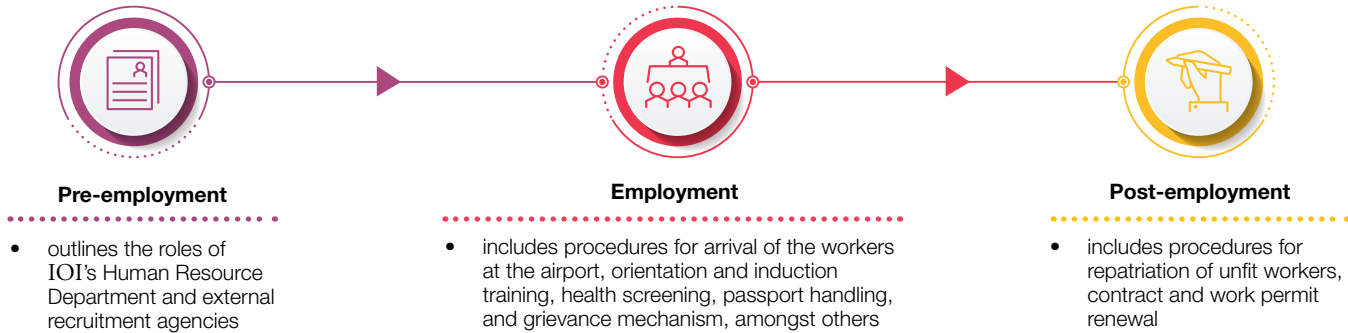 Pre-employment
• outlines the roles of
IOI's Human Resource
Department and external
recruitment agencies
Employment
• includes procedures for arrival of the workers
at the airport, orientation and induction
training, health screening, passport handling,
and grievance mechanism, amongst others
Post-employment
• includes procedures for
repatriation of unfit workers,
contract and work permit
renewal